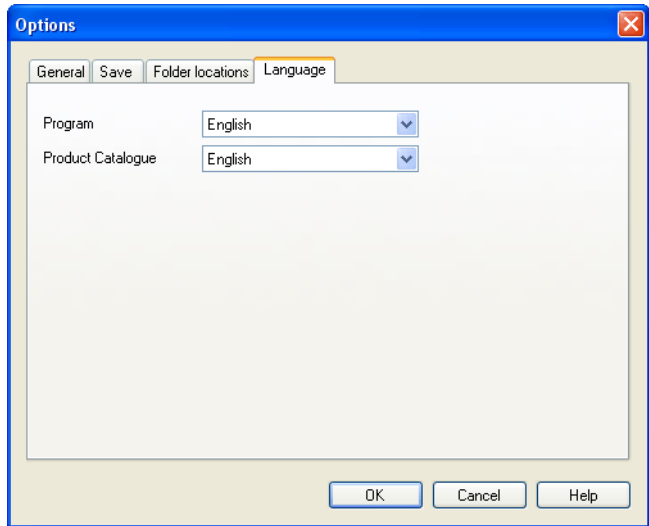 Options
General Save Folder locations Language
Program English
Product Catalogue English
OK Cancel Help